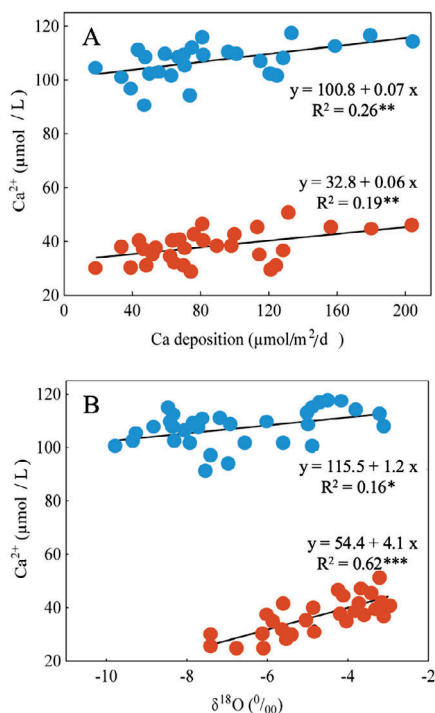 A
120
100
80
60
40
20
Ca²⁺
(µmol / L)
y = 100.8 + 0.07 x
R² = 0.26**
y = 32.8 + 0.06 x
R² = 0.19**
0 40 80 120 160 200
Ca deposition (µmol/m²/d)
B
120
100
80
60
40
20
Ca²⁺
(µmol / L)
y = 115.5 + 1.2 x
R² = 0.16*
y = 54.4 + 4.1 x
R² = 0.62***
-10 -8 -6 -4 -2
δ¹⁸O (⁰/₀₀)